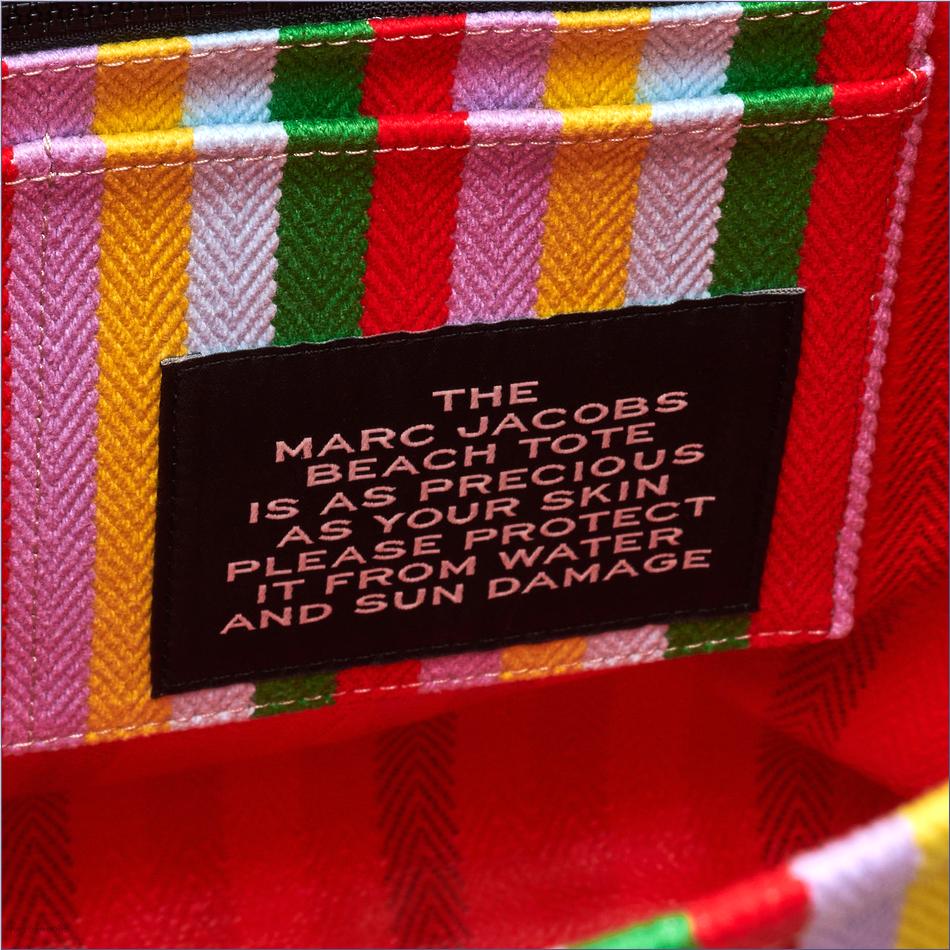 THE
MARC JACOBS
BEACH TOTE
IS AS PRECIOUS
AS YOUR SKIN
PLEASE PROTECT
IT FROM WATER
AND SUN DAMAGE